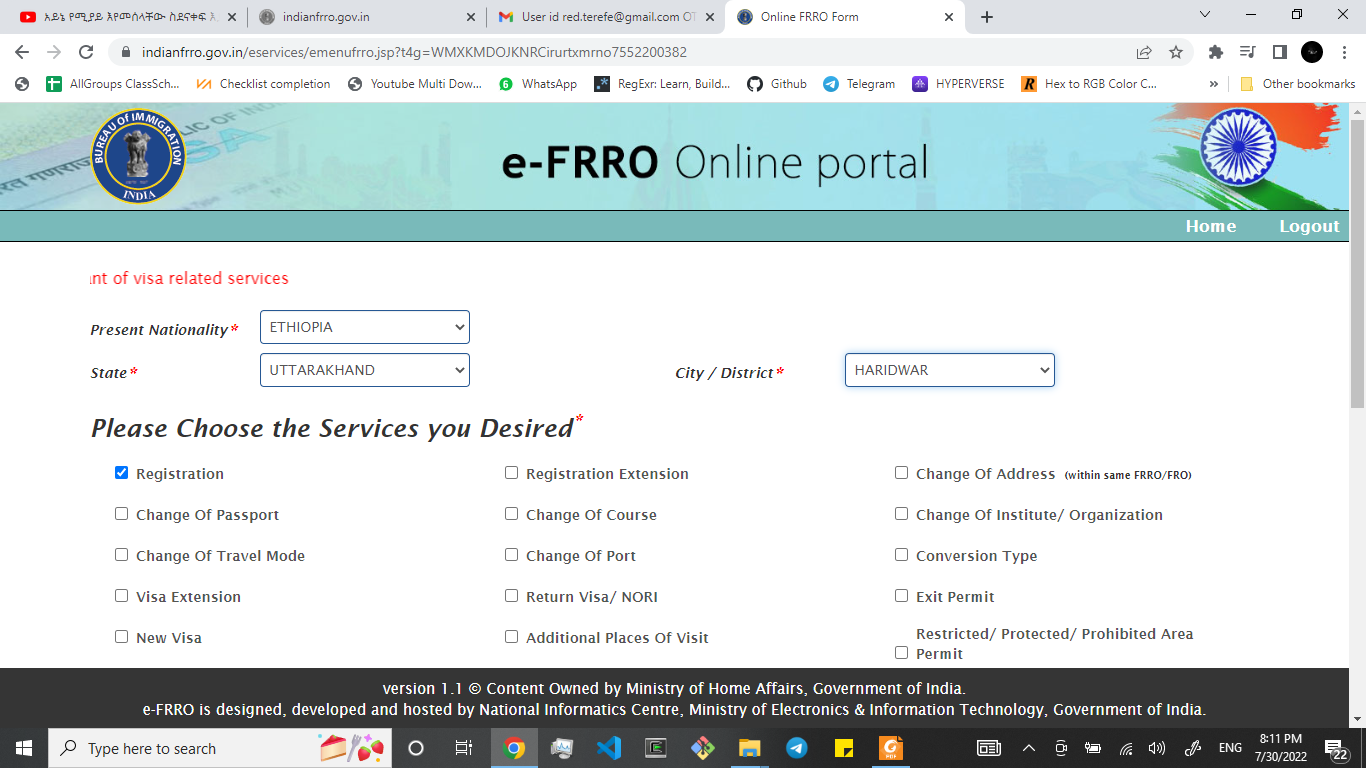 አይኔ የሚያይ እየመሰላቸው ስደናቀፍ እ
indianfrro.gov.in
User id red.terefe@gmail.com OT
Online FRRO Form
indianfrro.gov.in/eservices/emenufrro.jsp?t4g=WMXKMDOJKNRCirurtxmrno7552200382
AllGroups ClassSch...
Checklist completion
Youtube Multi Dow...
WhatsApp
RegExr: Learn, Build...
Github
Telegram
HYPERVERSE
Hex to RGB Color C...
»
Other bookmarks
BUREAU OF IMMIGRATION
INDIA
e-FRRO Online portal
Home
Logout
nt of visa related services
Present Nationality*
ETHIOPIA
State*
UTTARAKHAND
City / District*
HARIDWAR
Please Choose the Services you Desired*
Registration
Registration Extension
Change Of Address (within same FRRO/FRO)
Change Of Passport
Change Of Course
Change Of Institute/ Organization
Change Of Travel Mode
Change Of Port
Conversion Type
Visa Extension
Return Visa/ NORI
Exit Permit
New Visa
Additional Places Of Visit
Restricted/ Protected/ Prohibited Area
Permit
version 1.1 © Content Owned by Ministry of Home Affairs, Government of India.
e-FRRO is designed, developed and hosted by National Informatics Centre, Ministry of Electronics & Information Technology, Government of India.
Type here to search
ENG
8:11 PM
7/30/2022
22